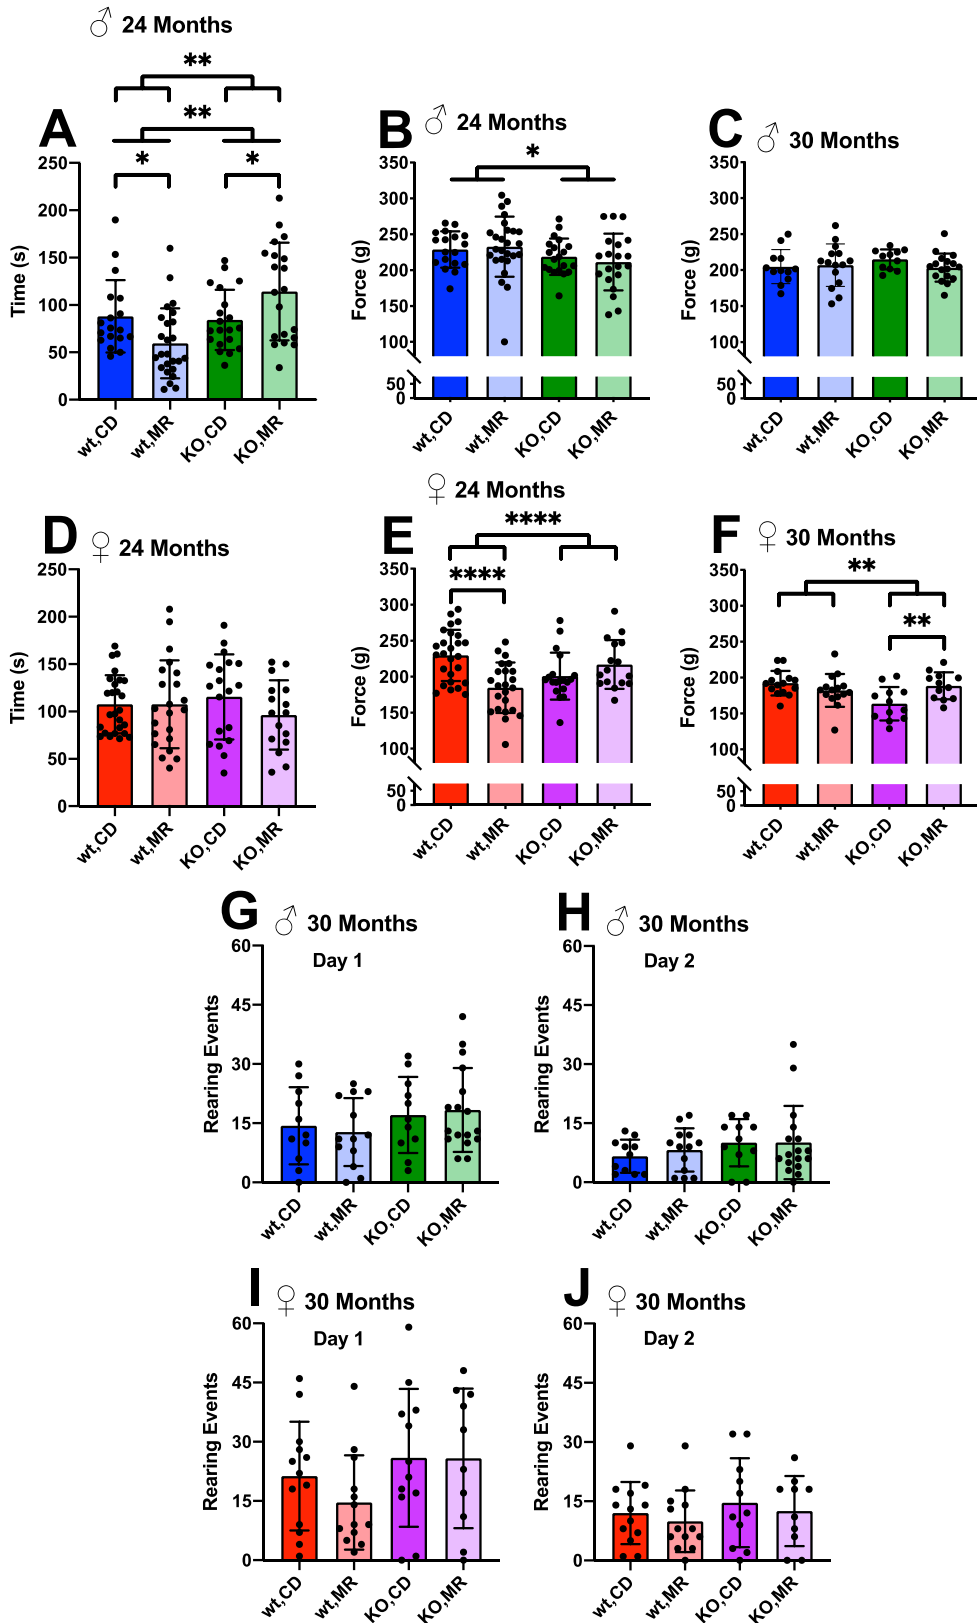 ♂ 24 Months
**
**
A
*
*
250
200
150
100
50
0
Time (s)
wt,CD
wt,MR
KO,CD
KO,MR
B
♂ 24 Months
*
350
300
250
200
150
100
50
0
Force (g)
wt,CD
wt,MR
KO,CD
KO,MR
C
♂ 30 Months
350
300
250
200
150
100
50
0
Force (g)
wt,CD
wt,MR
KO,CD
KO,MR
D
♀ 24 Months
250
200
150
100
50
0
Time (s)
wt,CD
wt,MR
KO,CD
KO,MR
E
♀ 24 Months
****
****
350
300
250
200
150
100
50
0
Force (g)
wt,CD
wt,MR
KO,CD
KO,MR
F
♀ 30 Months
**
**
350
300
250
200
150
100
50
0
Force (g)
wt,CD
wt,MR
KO,CD
KO,MR
G
♂ 30 Months
Day 1
60
45
30
15
0
Rearing Events
wt,CD
wt,MR
KO,CD
KO,MR
H
♂ 30 Months
Day 2
60
45
30
15
0
Rearing Events
wt,CD
wt,MR
KO,CD
KO,MR
I
♀ 30 Months
Day 1
60
45
30
15
0
Rearing Events
wt,CD
wt,MR
KO,CD
KO,MR
J
♀ 30 Months
Day 2
60
45
30
15
0
Rearing Events
wt,CD
wt,MR
KO,CD
KO,MR